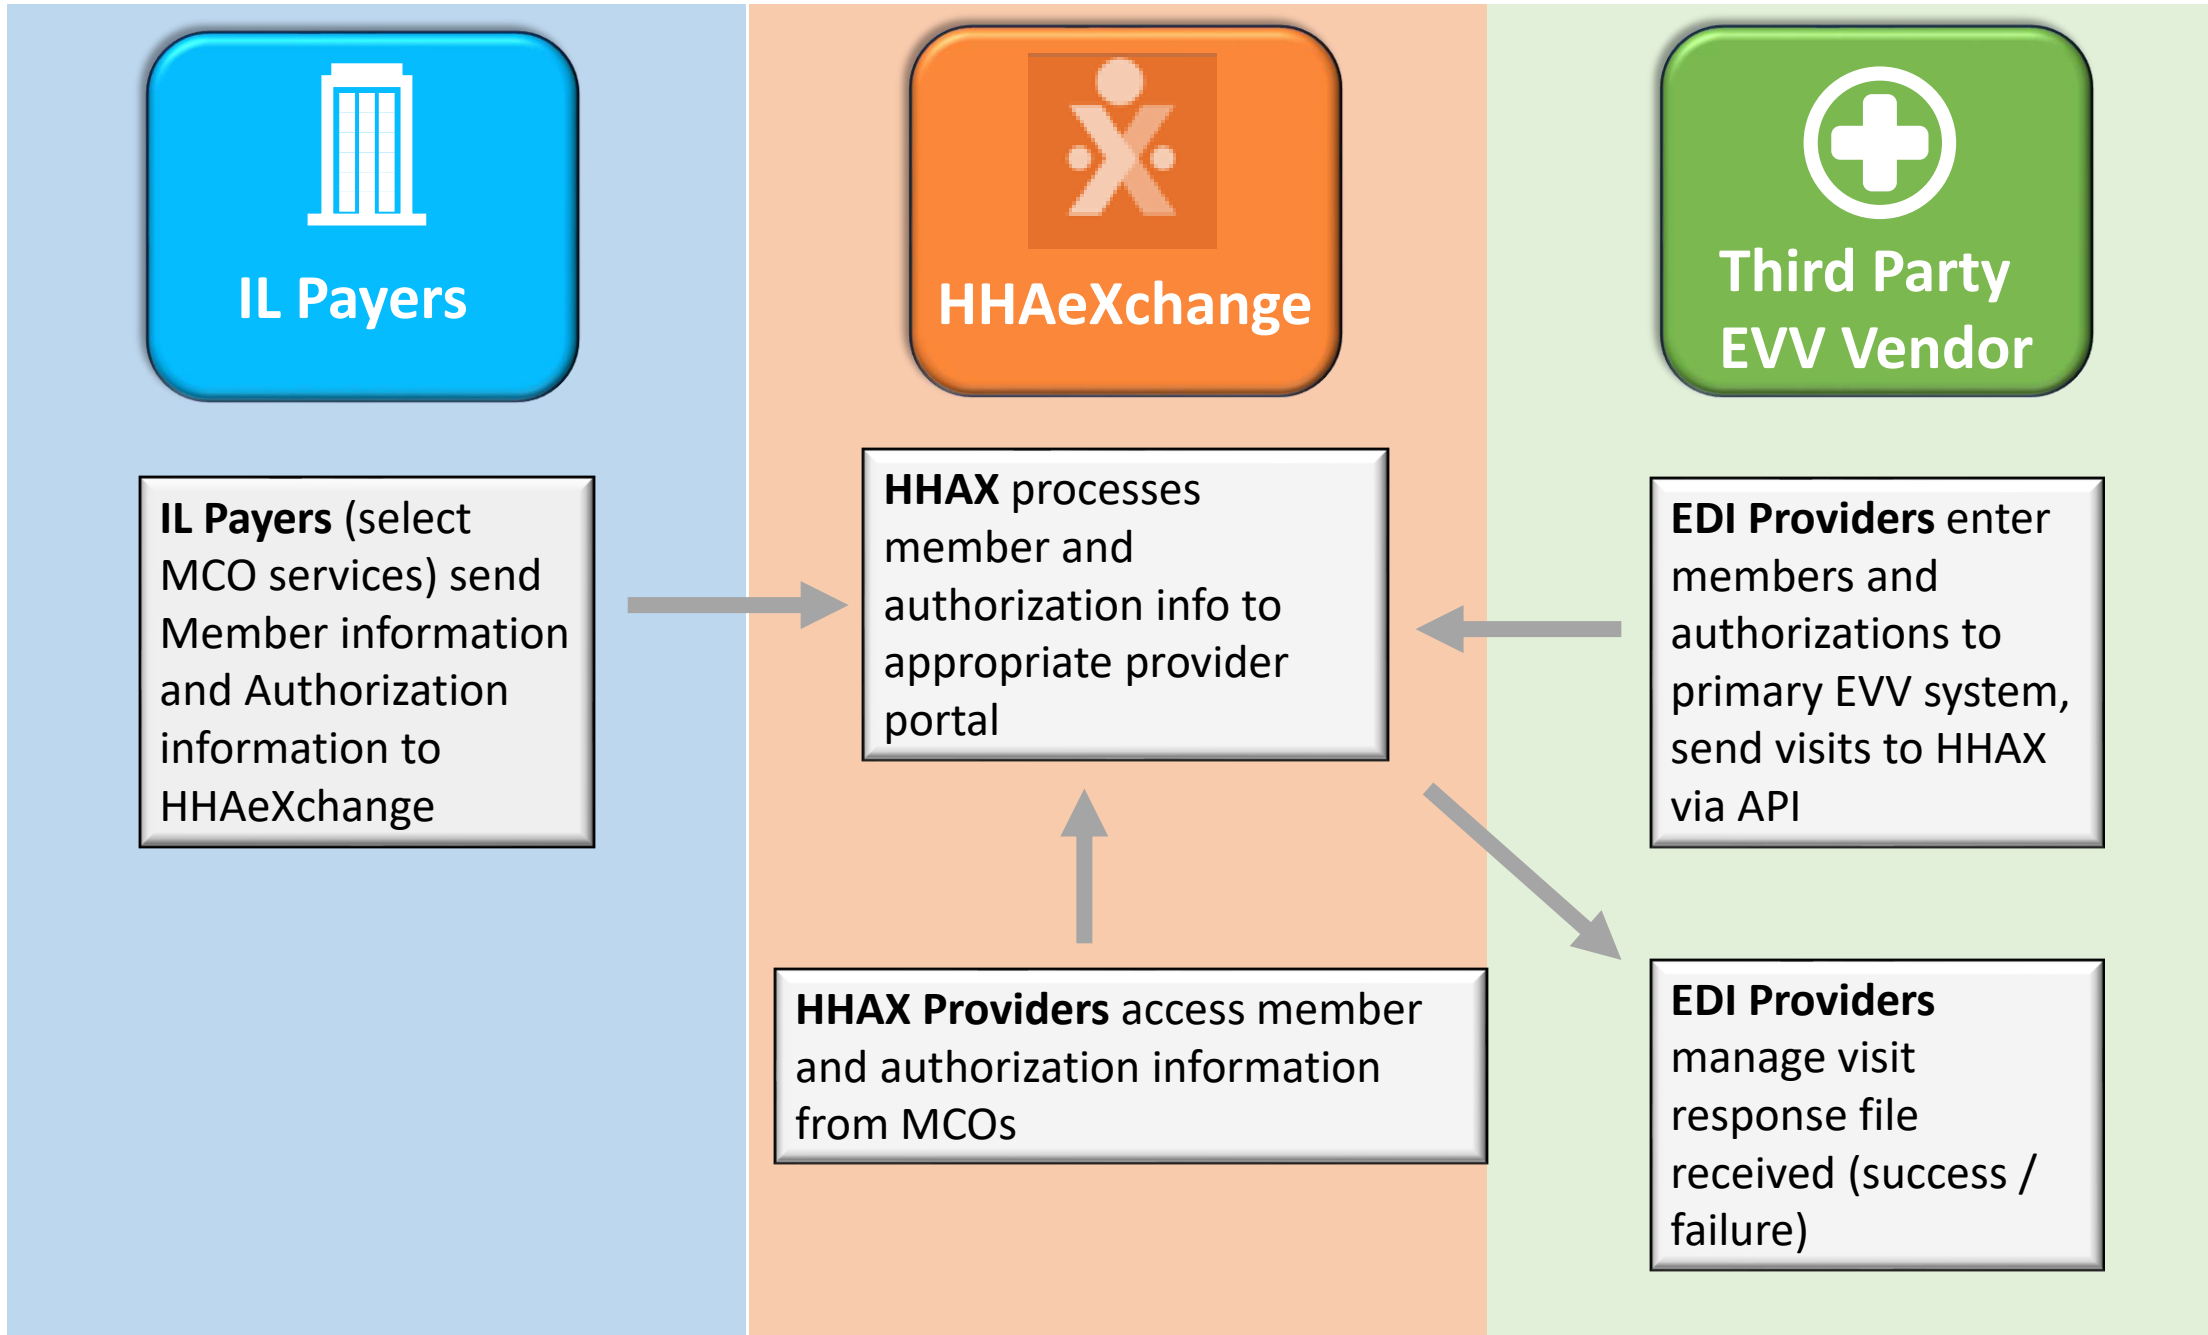 IL Payers
HHAeXchange
Third Party
EVV Vendor
IL Payers (select
MCO services) send
Member information
and Authorization
information to
HHAeXchange
HHAX processes
member and
authorization info to
appropriate provider
portal
EDI Providers enter
members and
authorizations to
primary EVV system,
send visits to HHAX
via API
HHAX Providers access member
and authorization information
from MCOs
EDI Providers
manage visit
response file
received (success /
failure)